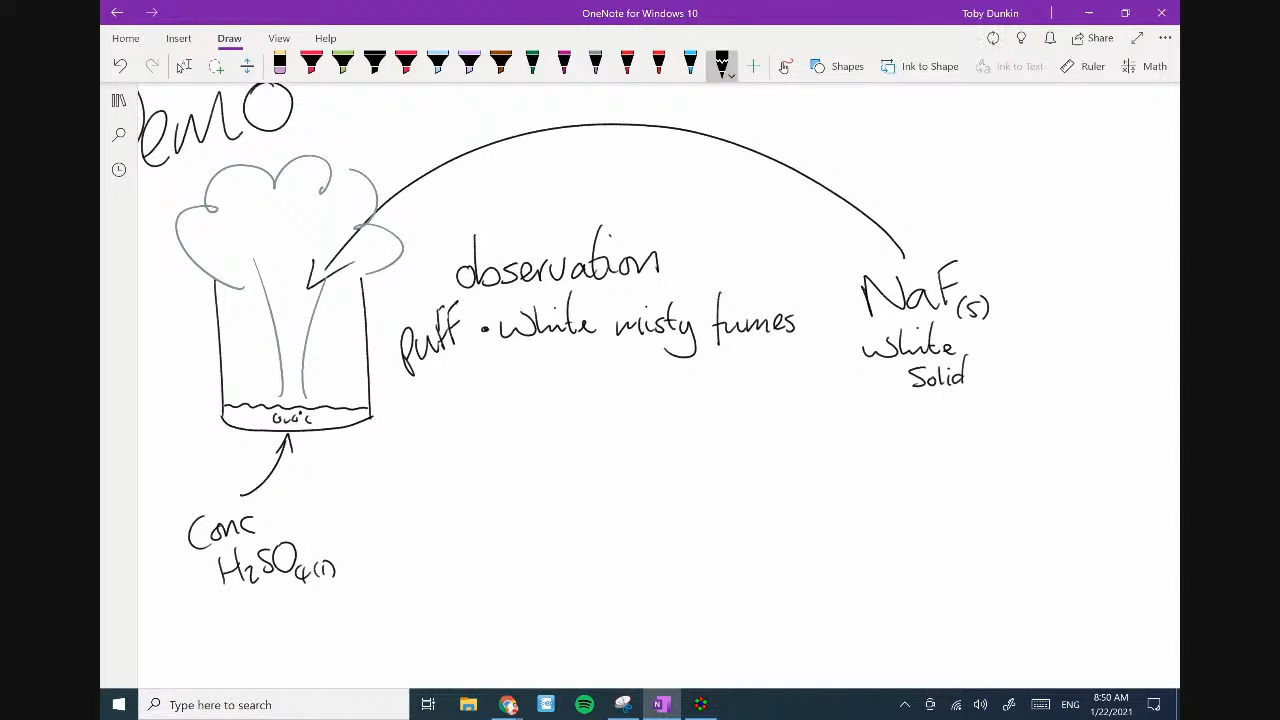 OneNote for Windows 10
Toby Dunkin
Home Insert Draw View Help
Share
Shapes Ink to Shape Ink to Text Ruler Math
emo
observation
puff • white misty fumes
NaF(s)
white
solid
Conc
H₂SO₄(l)
Type here to search
ENG
8:50 AM
1/22/2021